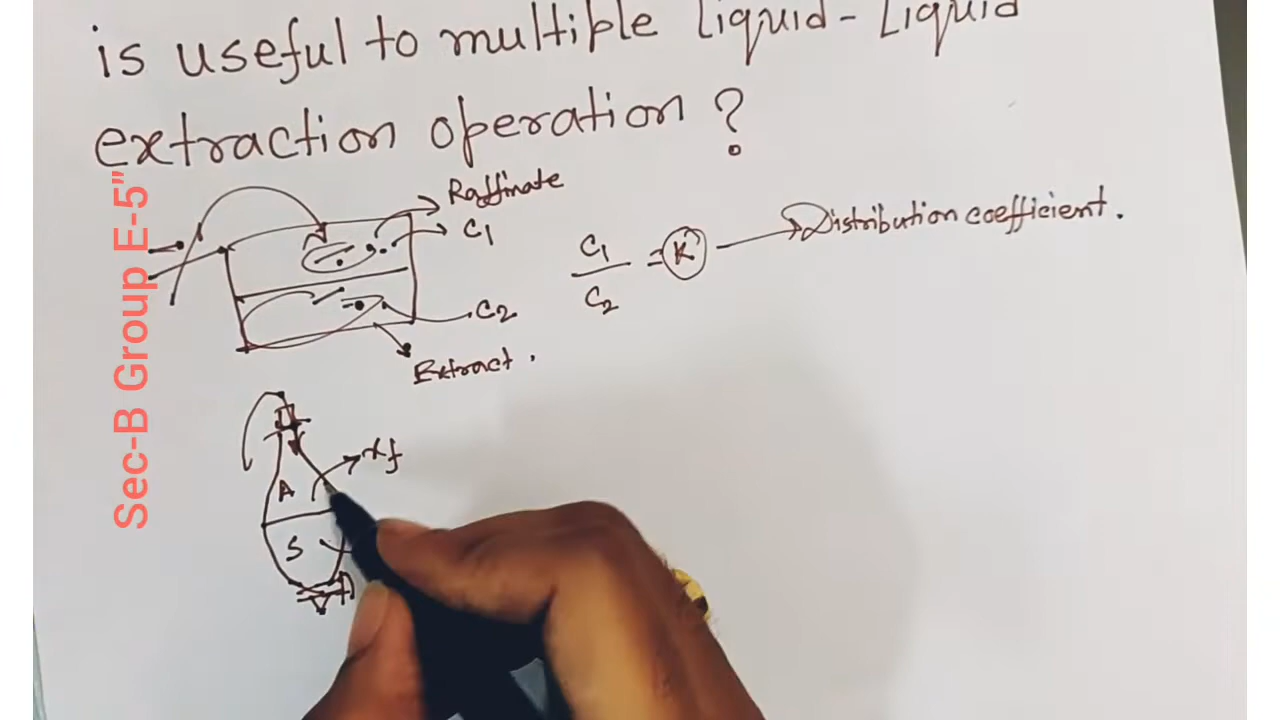 is useful to multiple liquid-liquid
extraction operation ?
Raffinate
C1
C1
C2
= K
Distribution coefficient.
C2
Extract .
xf
A
S
Sec-B Group E-5"